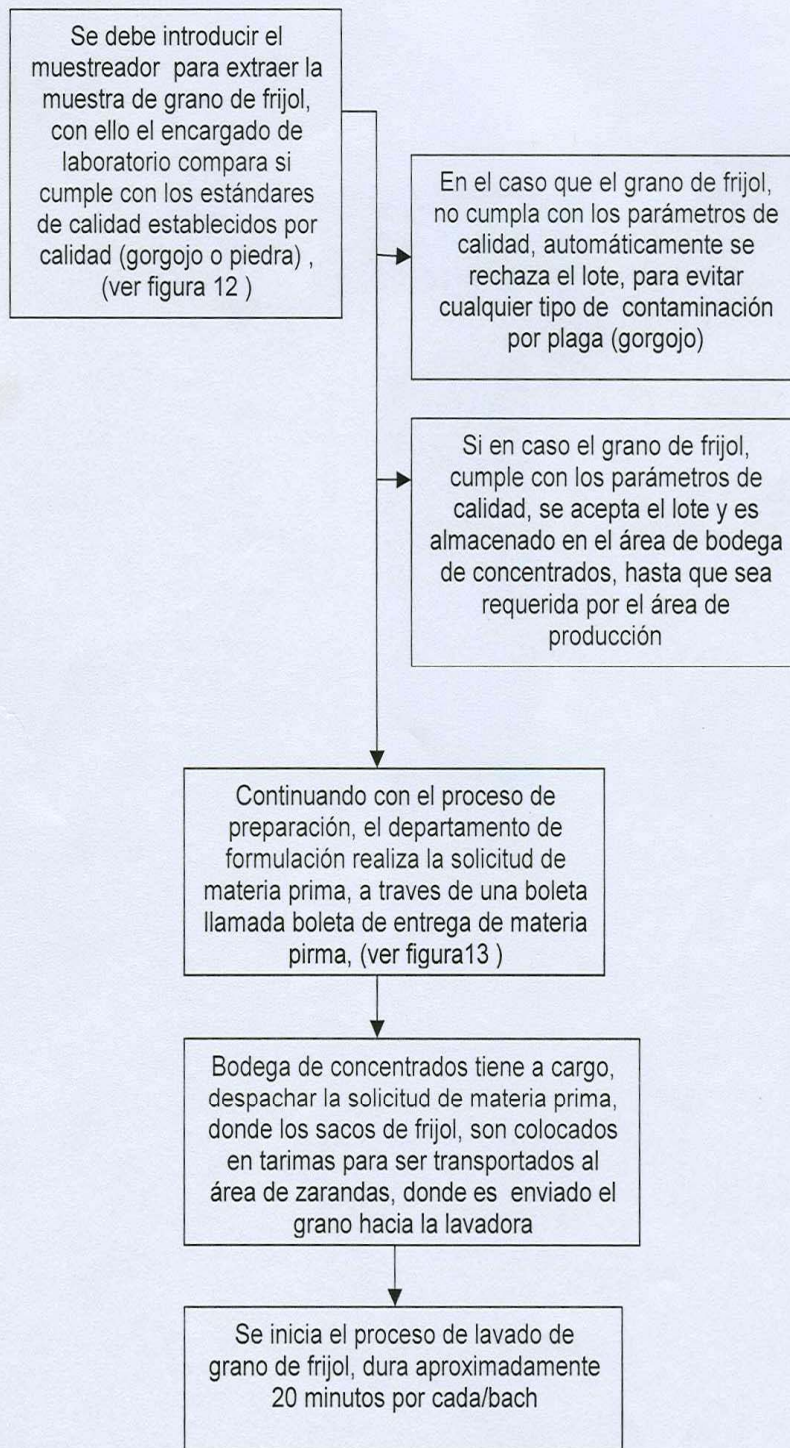 Se debe introducir el
muestreador para extraer la
muestra de grano de frijol,
con ello el encargado de
laboratorio compara si
cumple con los estándares
de calidad establecidos por
calidad (gorgojo o piedra) ,
(ver figura 12 )
En el caso que el grano de frijol,
no cumpla con los parámetros de
calidad, automáticamente se
rechaza el lote, para evitar
cualquier tipo de contaminación
por plaga (gorgojo)
Si en caso el grano de frijol,
cumple con los parámetros de
calidad, se acepta el lote y es
almacenado en el área de bodega
de concentrados, hasta que sea
requerida por el área de
producción
Continuando con el proceso de
preparación, el departamento de
formulación realiza la solicitud de
materia prima, a traves de una boleta
llamada boleta de entrega de materia
pirma, (ver figura13 )
Bodega de concentrados tiene a cargo,
despachar la solicitud de materia prima,
donde los sacos de frijol, son colocados
en tarimas para ser transportados al
área de zarandas, donde es enviado el
grano hacia la lavadora
Se inicia el proceso de lavado de
grano de frijol, dura aproximadamente
20 minutos por cada/bach